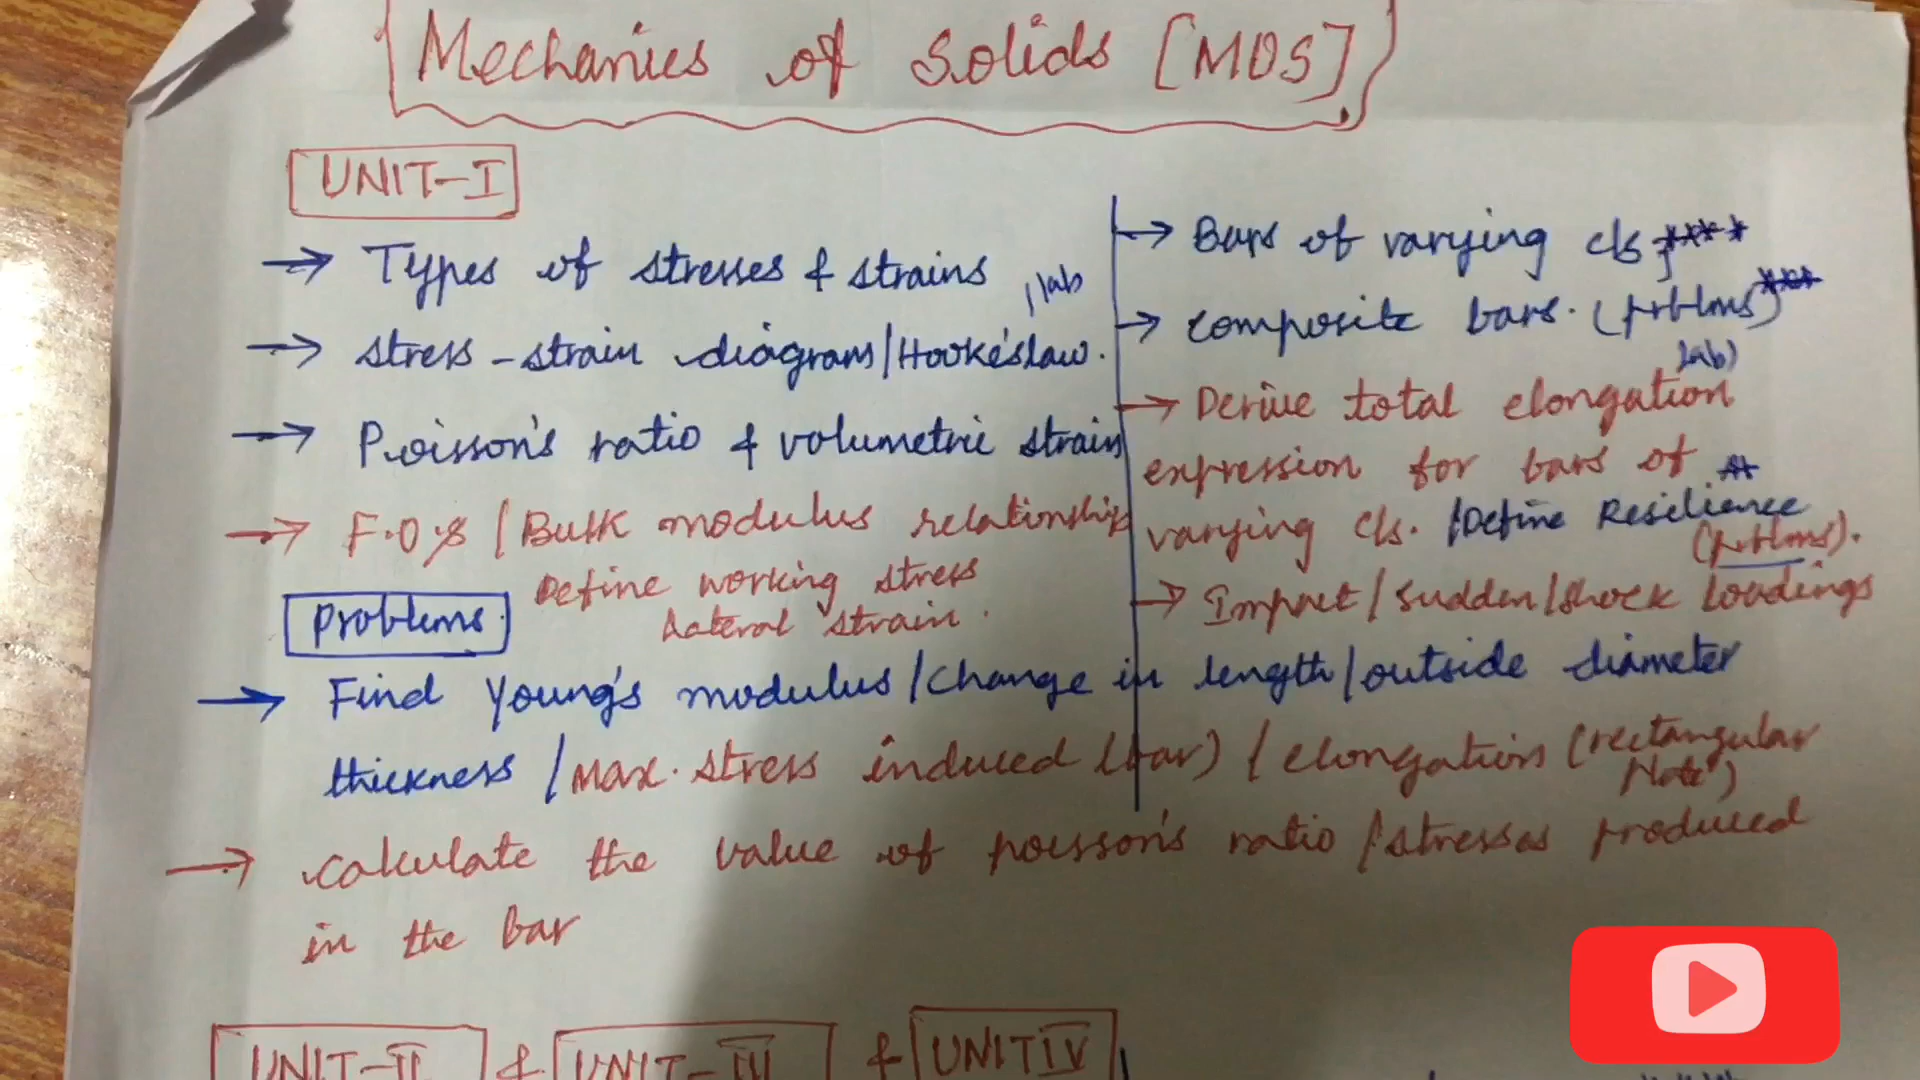 Mechanics of Solids [MOS]
UNIT-I
→ Types of stresses & strains
→ stress-strain diagram/Hooke's law.
lab
→ Poisson's ratio & volumetric strain
→ F.O.S / Bulk modulus relationship
Define working stress
Lateral strain.
→ Bars of varying c/s ****
→ composite bars. (prblms) ***
lab)
→ Derive total elongation
expression for bars of
varying c/s. /Define Resilience **
(prblms).
→ Impact/sudden/shock loadings
Problems.
→ Find Young's modulus/change in length/outside diameter
thickness/Max. stress induced (bar) / elongation (rectangular
→ calculate the value of poisson's ratio/stresses produced
in the bar
UNIT-II & UNIT-III & UNIT IV